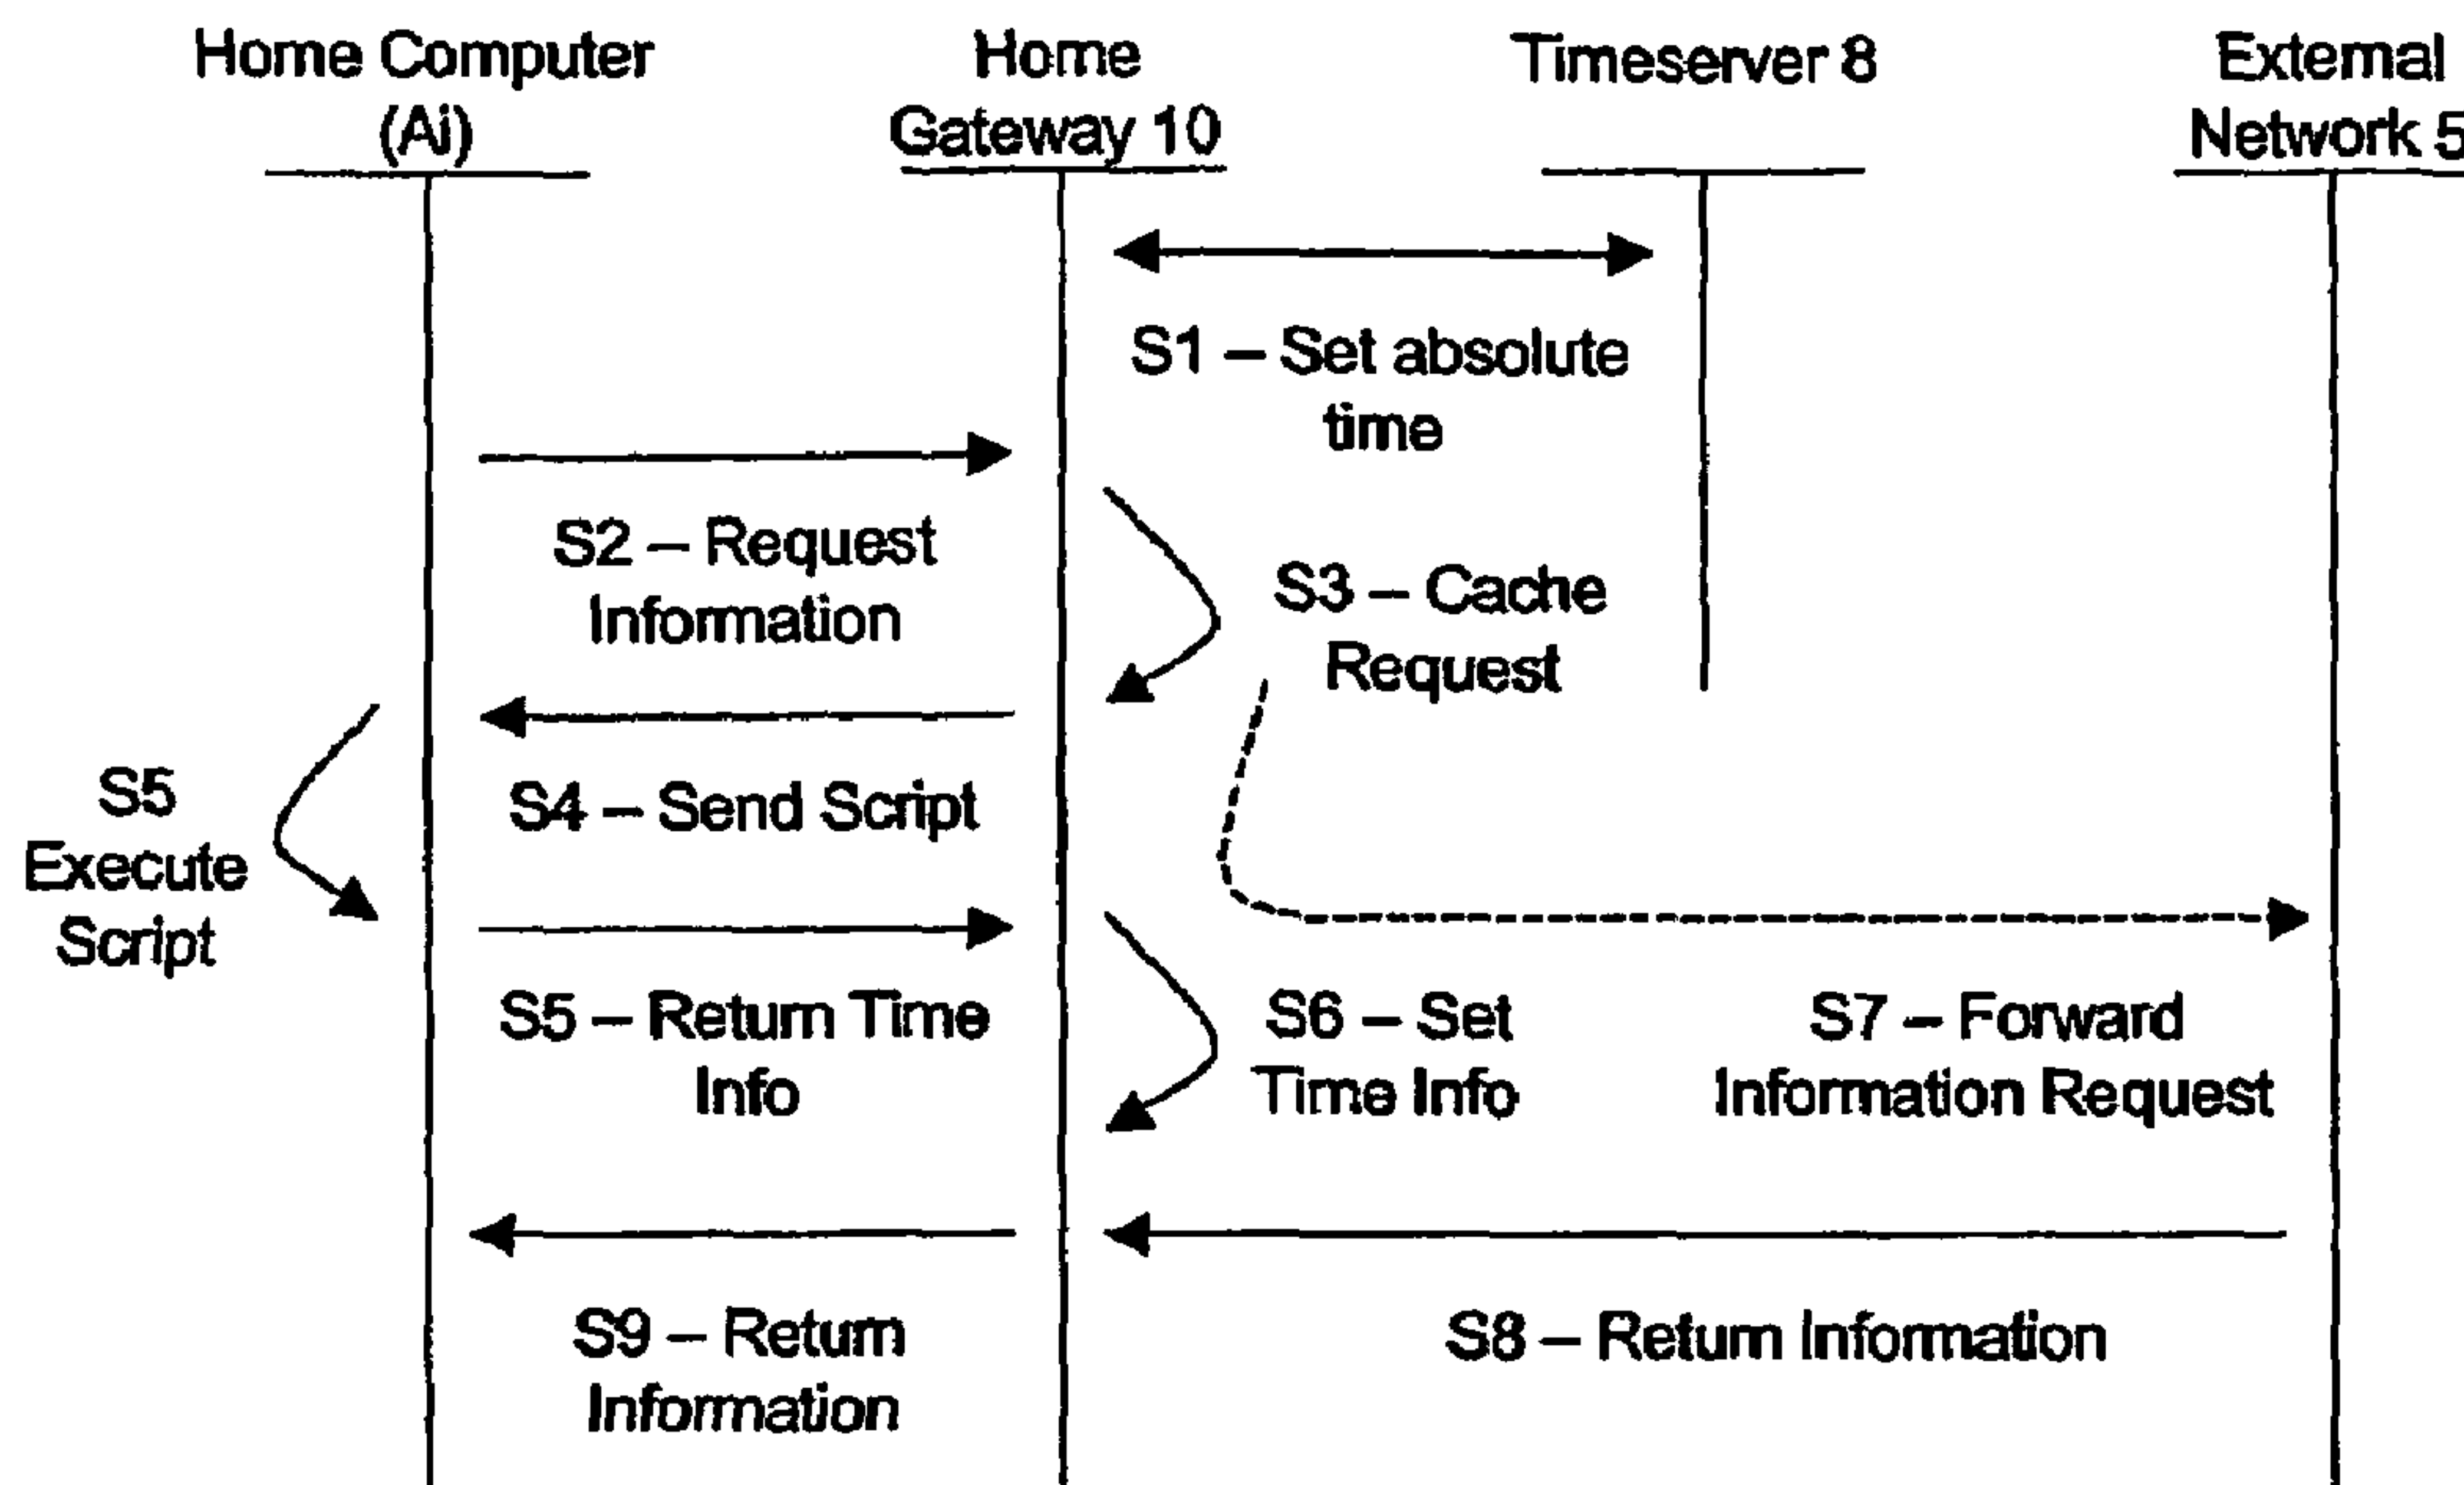 Home Computer
(Ai)
Home
Gateway 10
Timeserver 8
External
Network 5
S1 – Set absolute
time
S2 – Request
Information
S3 – Cache
Request
S4 – Send Script
S5
Execute
Script
S5 – Return Time
Info
S6 – Set
Time Info
S7 – Forward
Information Request
S8 – Return Information
S9 – Return
Information